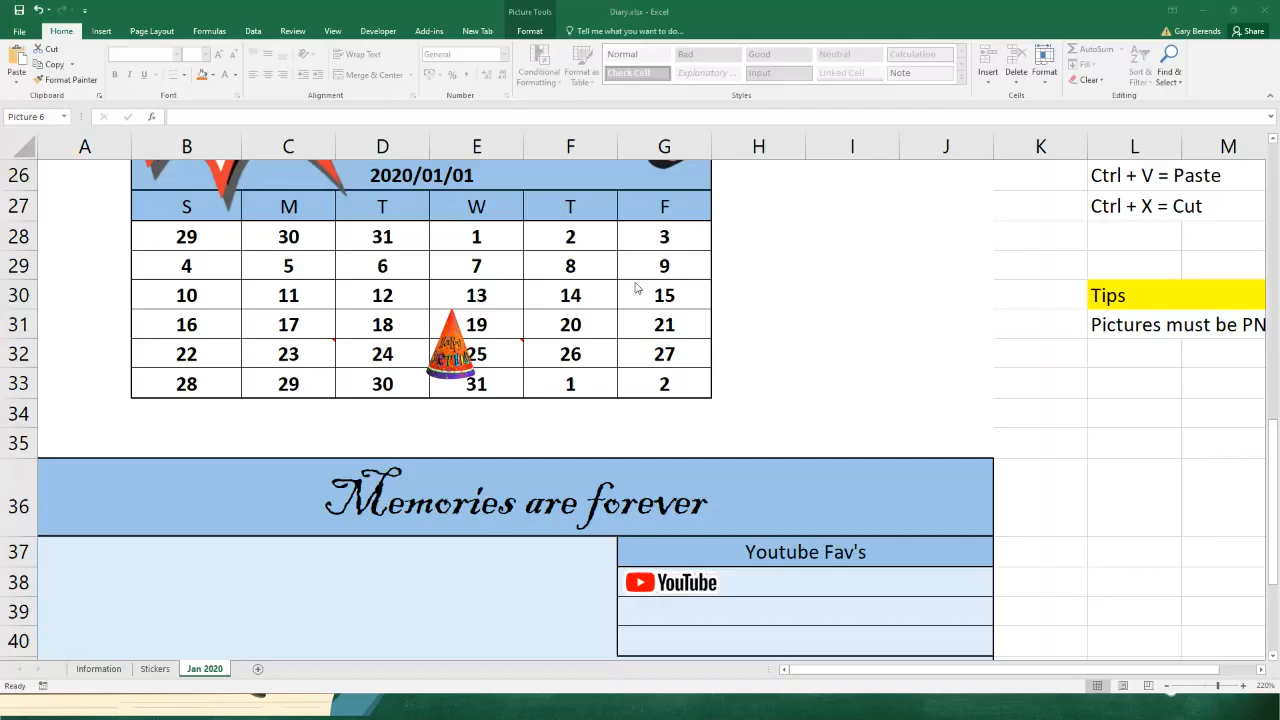 Picture Tools
Diary.xlsx - Excel
File Home Insert Page Layout Formulas Data Review View Developer Add-ins New Tab Format Tell me what you want to do... Gary Berends Share
Paste
Cut
Copy
Format Painter
B I U
Wrap Text
Merge & Center
General
%
Conditional Formatting
Format as Table
Normal Bad Good Neutral Calculation
Check Cell Explanatory ... Input Linked Cell Note
Insert Delete Format
AutoSum
Fill
Clear
Sort & Filter
Find & Select
Clipboard Font Alignment Number Styles Cells Editing
Picture 6 fx
A B C D E F G H I J K L M
26 2020/01/01 Ctrl + V = Paste
27 S M T W T F Ctrl + X = Cut
28 29 30 31 1 2 3
29 4 5 6 7 8 9
30 10 11 12 13 14 15 Tips
31 16 17 18 19 20 21 Pictures must be PN
32 22 23 24 25 26 27
33 28 29 30 31 1 2
34
35
36 Memories are forever
37 Youtube Fav's
38 YouTube
39
40
Information Stickers Jan 2020
Ready 220%